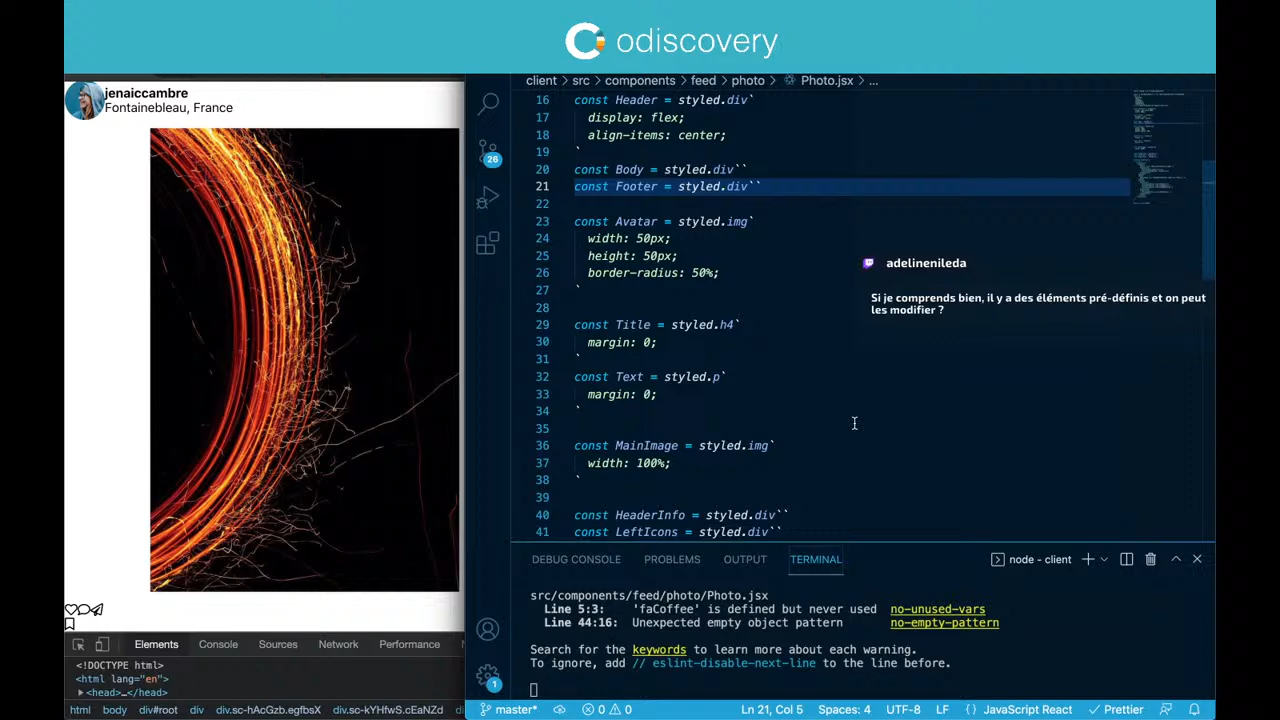 odiscovery
jenaiccambre
Fontainebleau, France
client > src > components > feed > photo > Photo.jsx > ...
16 const Header = styled.div`
17 display: flex;
18 align-items: center;
19 `
20 const Body = styled.div``
21 const Footer = styled.div``
22
23 const Avatar = styled.img`
24 width: 50px;
25 height: 50px;
26 border-radius: 50%;
27 `
28
29 const Title = styled.h4`
30 margin: 0;
31 `
32 const Text = styled.p`
33 margin: 0;
34 `
35
36 const MainImage = styled.img`
37 width: 100%;
38 `
39
40 const HeaderInfo = styled.div``
41 const LeftIcons = styled.div``
26
adelinenileda
Si je comprends bien, il y a des éléments pré-définis et on peut
les modifier ?
DEBUG CONSOLE PROBLEMS OUTPUT TERMINAL node - client
src/components/feed/photo/Photo.jsx
Line 5:3: 'faCoffee' is defined but never used no-unused-vars
Line 44:16: Unexpected empty object pattern no-empty-pattern
Search for the keywords to learn more about each warning.
To ignore, add // eslint-disable-next-line to the line before.
1
Elements Console Sources Network Performance
<!DOCTYPE html>
<html lang="en">
<head>…</head>
html body div#root div div.sc-hAcGzb.egfbsX div.sc-kYHfwS.cEaNZd
master* 0 0 Ln 21, Col 5 Spaces: 4 UTF-8 LF {} JavaScript React Prettier